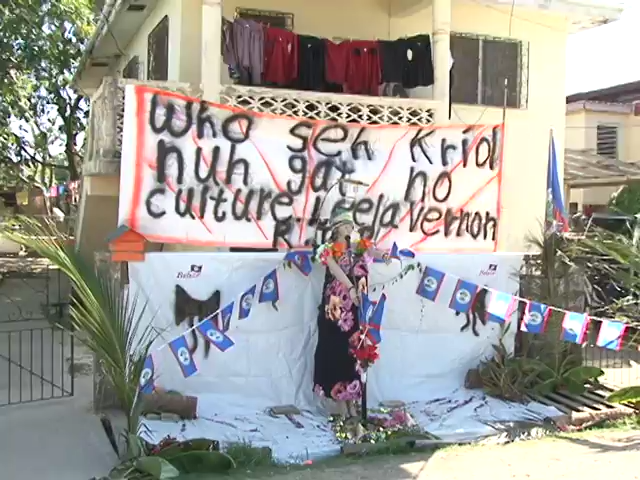 Who seh Kriol
nuh gat no
culture Leela Vernon